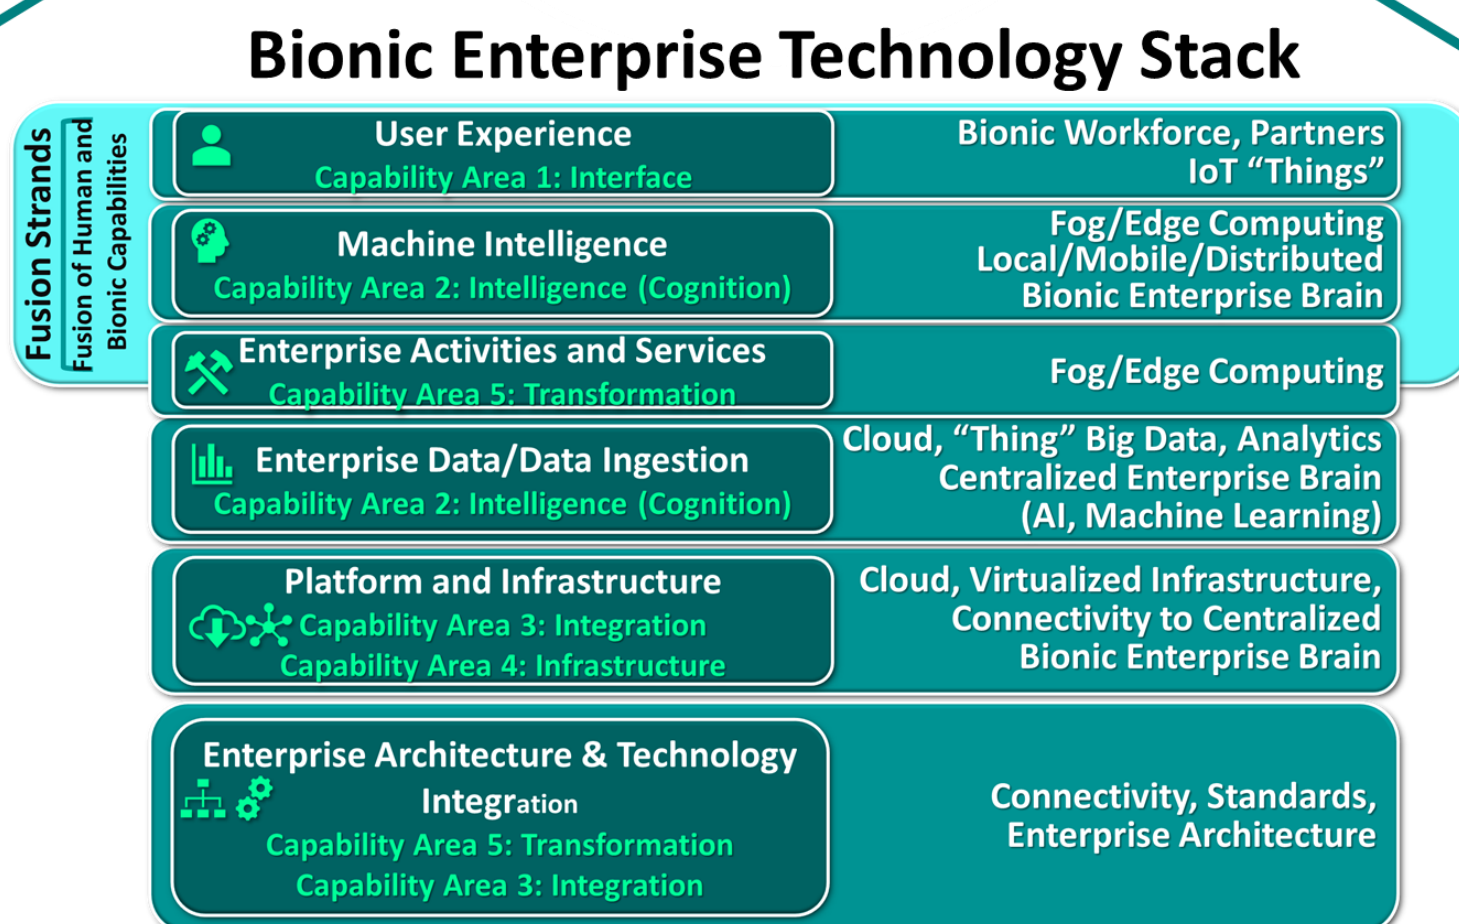 Bionic Enterprise Technology Stack
Fusion Strands
Fusion of Human and
Bionic Capabilities
User Experience
Capability Area 1: Interface
Bionic Workforce, Partners
IoT “Things”
Machine Intelligence
Capability Area 2: Intelligence (Cognition)
Fog/Edge Computing
Local/Mobile/Distributed
Bionic Enterprise Brain
Enterprise Activities and Services
Capability Area 5: Transformation
Fog/Edge Computing
Enterprise Data/Data Ingestion
Capability Area 2: Intelligence (Cognition)
Cloud, “Thing” Big Data, Analytics
Centralized Enterprise Brain
(AI, Machine Learning)
Platform and Infrastructure
Capability Area 3: Integration
Capability Area 4: Infrastructure
Cloud, Virtualized Infrastructure,
Connectivity to Centralized
Bionic Enterprise Brain
Enterprise Architecture & Technology
Integration
Capability Area 5: Transformation
Capability Area 3: Integration
Connectivity, Standards,
Enterprise Architecture